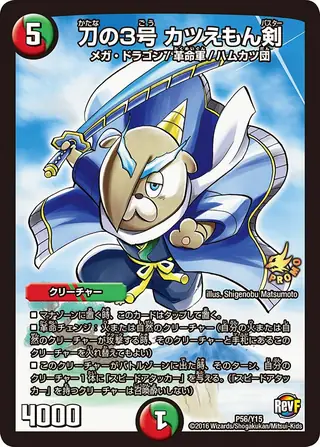 5
かたな ごう バスター
刀の3号 カツえもん剣
メガ・ドラゴン/革命軍/ハムカツ団
illus. Shigenobu Matsumoto
PROMO
クリーチャー
■マナゾーンに置く時、このカードはタップして置く。
■革命チェンジ:火または自然のクリーチャー(自分の火または自然のクリーチャーが攻撃する時、そのクリーチャーと手札にあるこのクリーチャーを入れ替えてもよい)
■このクリーチャーがバトルゾーンに出た時、そのターン、自分のクリーチャー1体に「スピードアタッカー」を与える。(「スピードアタッカー」を持つクリーチャーは召喚酔いしない)
4000
1
P56/Y15
RevF
©2016 Wizards/Shogakukan/Mitsui-Kids